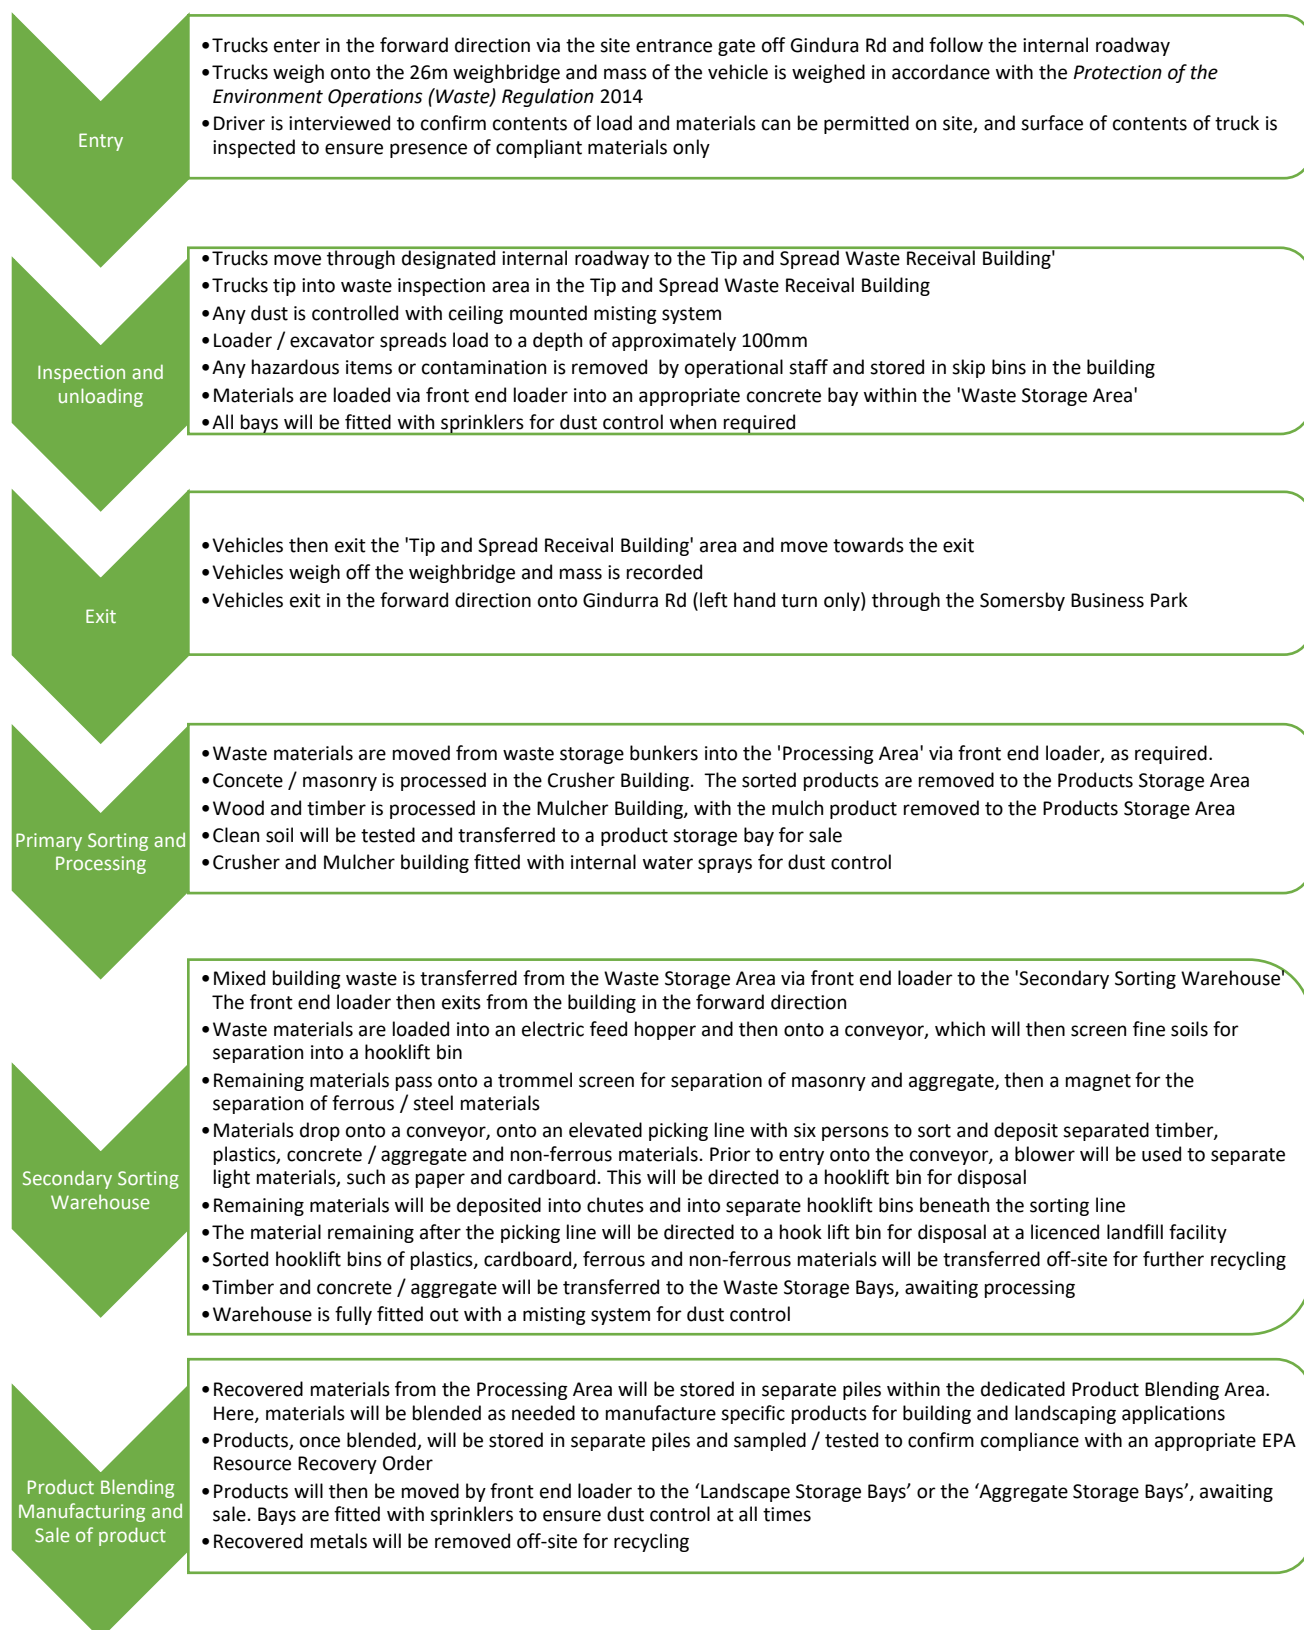 Entry
•Trucks enter in the forward direction via the site entrance gate off Gindura Rd and follow the internal roadway
•Trucks weigh onto the 26m weighbridge and mass of the vehicle is weighed in accordance with the Protection of the
Environment Operations (Waste) Regulation 2014
•Driver is interviewed to confirm contents of load and materials can be permitted on site, and surface of contents of truck is
inspected to ensure presence of compliant materials only
Inspection and
unloading
•Trucks move through designated internal roadway to the Tip and Spread Waste Receival Building'
•Trucks tip into waste inspection area in the Tip and Spread Waste Receival Building
•Any dust is controlled with ceiling mounted misting system
•Loader / excavator spreads load to a depth of approximately 100mm
•Any hazardous items or contamination is removed  by operational staff and stored in skip bins in the building
•Materials are loaded via front end loader into an appropriate concrete bay within the 'Waste Storage Area'
•All bays will be fitted with sprinklers for dust control when required
Exit
•Vehicles then exit the 'Tip and Spread Receival Building' area and move towards the exit
•Vehicles weigh off the weighbridge and mass is recorded
•Vehicles exit in the forward direction onto Gindurra Rd (left hand turn only) through the Somersby Business Park
Primary Sorting and
Processing
•Waste materials are moved from waste storage bunkers into the 'Processing Area' via front end loader, as required.
•Concete / masonry is processed in the Crusher Building.  The sorted products are removed to the Products Storage Area
•Wood and timber is processed in the Mulcher Building, with the mulch product removed to the Products Storage Area
•Clean soil will be tested and transferred to a product storage bay for sale
•Crusher and Mulcher building fitted with internal water sprays for dust control
Secondary Sorting
Warehouse
•Mixed building waste is transferred from the Waste Storage Area via front end loader to the 'Secondary Sorting Warehouse'
The front end loader then exits from the building in the forward direction
•Waste materials are loaded into an electric feed hopper and then onto a conveyor, which will then screen fine soils for
separation into a hooklift bin
•Remaining materials pass onto a trommel screen for separation of masonry and aggregate, then a magnet for the
separation of ferrous / steel materials
•Materials drop onto a conveyor, onto an elevated picking line with six persons to sort and deposit separated timber,
plastics, concrete / aggregate and non-ferrous materials. Prior to entry onto the conveyor, a blower will be used to separate
light materials, such as paper and cardboard. This will be directed to a hooklift bin for disposal
•Remaining materials will be deposited into chutes and into separate hooklift bins beneath the sorting line
•The material remaining after the picking line will be directed to a hook lift bin for disposal at a licenced landfill facility
•Sorted hooklift bins of plastics, cardboard, ferrous and non-ferrous materials will be transferred off-site for further recycling
•Timber and concrete / aggregate will be transferred to the Waste Storage Bays, awaiting processing
•Warehouse is fully fitted out with a misting system for dust control
Product Blending
Manufacturing and
Sale of product
•Recovered materials from the Processing Area will be stored in separate piles within the dedicated Product Blending Area.
Here, materials will be blended as needed to manufacture specific products for building and landscaping applications
•Products, once blended, will be stored in separate piles and sampled / tested to confirm compliance with an appropriate EPA
Resource Recovery Order
•Products will then be moved by front end loader to the ‘Landscape Storage Bays’ or the ‘Aggregate Storage Bays’, awaiting
sale. Bays are fitted with sprinklers to ensure dust control at all times
•Recovered metals will be removed off-site for recycling